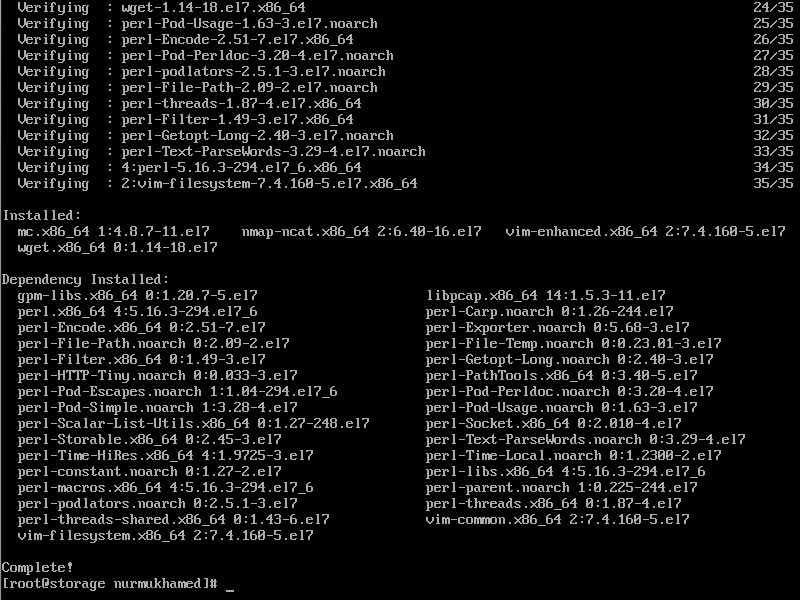 Verifying  : wget-1.14-18.el7.x86_64 24/35
Verifying  : perl-Pod-Usage-1.63-3.el7.noarch 25/35
Verifying  : perl-Encode-2.51-7.el7.x86_64 26/35
Verifying  : perl-Pod-Perldoc-3.20-4.el7.noarch 27/35
Verifying  : perl-podlators-2.5.1-3.el7.noarch 28/35
Verifying  : perl-File-Path-2.09-2.el7.noarch 29/35
Verifying  : perl-threads-1.87-4.el7.x86_64 30/35
Verifying  : perl-Filter-1.49-3.el7.x86_64 31/35
Verifying  : perl-Getopt-Long-2.40-3.el7.noarch 32/35
Verifying  : perl-Text-ParseWords-3.29-4.el7.noarch 33/35
Verifying  : 4:perl-5.16.3-294.el7_6.x86_64 34/35
Verifying  : 2:vim-filesystem-7.4.160-5.el7.x86_64 35/35
Installed:
mc.x86_64 1:4.8.7-11.el7 nmap-ncat.x86_64 2:6.40-16.el7 vim-enhanced.x86_64 2:7.4.160-5.el7
wget.x86_64 0:1.14-18.el7
Dependency Installed:
gpm-libs.x86_64 0:1.20.7-5.el7 libpcap.x86_64 14:1.5.3-11.el7
perl.x86_64 4:5.16.3-294.el7_6 perl-Carp.noarch 0:1.26-244.el7
perl-Encode.x86_64 0:2.51-7.el7 perl-Exporter.noarch 0:5.68-3.el7
perl-File-Path.noarch 0:2.09-2.el7 perl-File-Temp.noarch 0:0.23.01-3.el7
perl-Filter.x86_64 0:1.49-3.el7 perl-Getopt-Long.noarch 0:2.40-3.el7
perl-HTTP-Tiny.noarch 0:0.033-3.el7 perl-PathTools.x86_64 0:3.40-5.el7
perl-Pod-Escapes.noarch 1:1.04-294.el7_6 perl-Pod-Perldoc.noarch 0:3.20-4.el7
perl-Pod-Simple.noarch 1:3.28-4.el7 perl-Pod-Usage.noarch 0:1.63-3.el7
perl-Scalar-List-Utils.x86_64 0:1.27-248.el7 perl-Socket.x86_64 0:2.010-4.el7
perl-Storable.x86_64 0:2.45-3.el7 perl-Text-ParseWords.noarch 0:3.29-4.el7
perl-Time-HiRes.x86_64 4:1.9725-3.el7 perl-Time-Local.noarch 0:1.2300-2.el7
perl-constant.noarch 0:1.27-2.el7 perl-libs.x86_64 4:5.16.3-294.el7_6
perl-macros.x86_64 4:5.16.3-294.el7_6 perl-parent.noarch 1:0.225-244.el7
perl-podlators.noarch 0:2.5.1-3.el7 perl-threads.x86_64 0:1.87-4.el7
perl-threads-shared.x86_64 0:1.43-6.el7 vim-common.x86_64 2:7.4.160-5.el7
vim-filesystem.x86_64 2:7.4.160-5.el7
Complete!
[root@storage nurmukhamed]# _